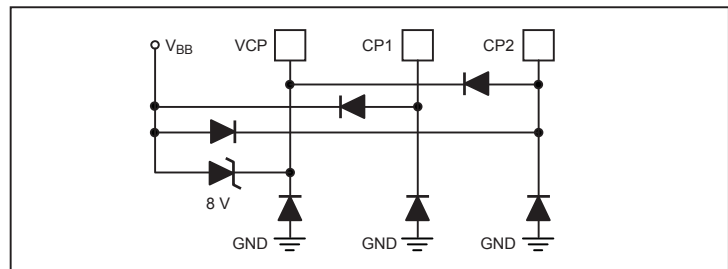 VBB
VCP
CP1
CP2
8 V
GND
GND
GND